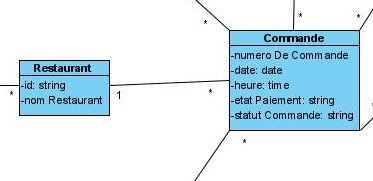 *
*
*
Commande
-numero De Commande
-date: date
-heure: time
-etat Paiement: string
-statut Commande: string
Restaurant
-id: string
-nom Restaurant
*
1
*
*